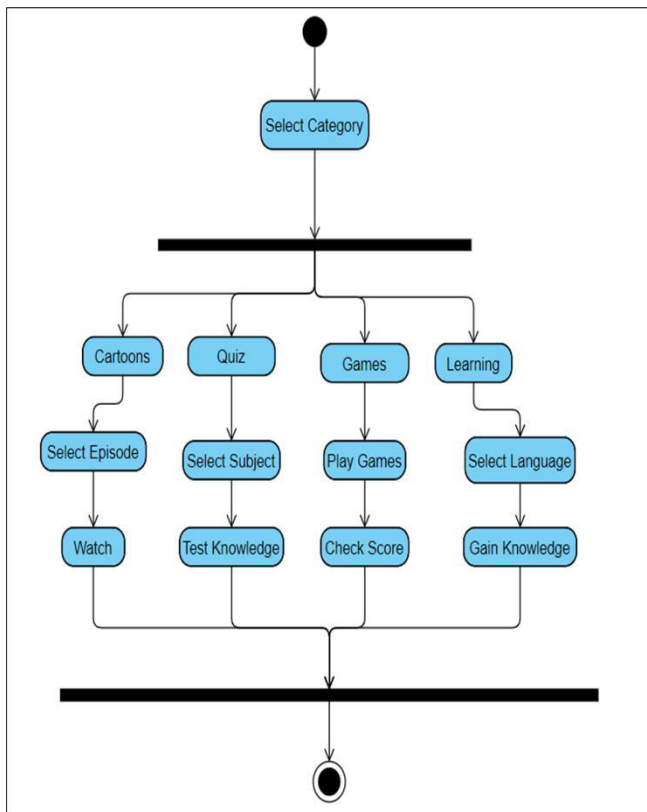 Select Category
Cartoons
Quiz
Games
Learning
Select Episode
Select Subject
Play Games
Select Language
Watch
Test Knowledge
Check Score
Gain Knowledge